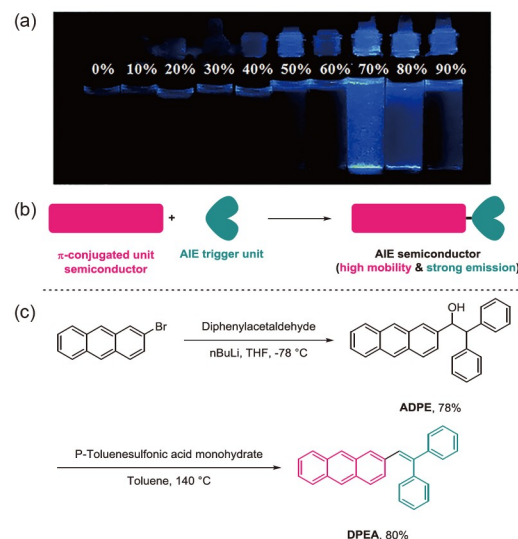 (a)
0% 10% 20% 30% 40% 50% 60% 70% 80% 90%
(b)
+
π-conjugated unit
semiconductor
AIE trigger unit
AIE semiconductor
(high mobility & strong emission)
(c)
Br
Diphenylacetaldehyde
nBuLi, THF, -78 °C
OH
ADPE, 78%
P-Toluenesulfonic acid monohydrate
Toluene, 140 °C
DPEA, 80%